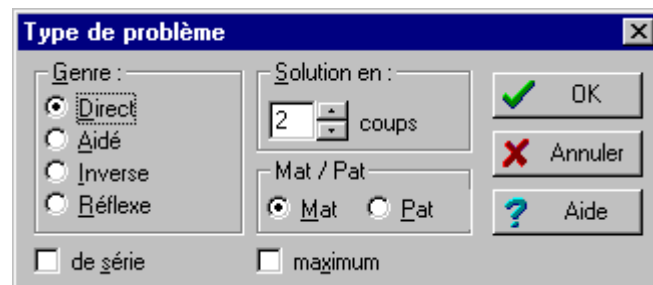 Type de problème
Genre :
Direct
Aidé
Inverse
Réflexe
Solution en :
2 coups
Mat / Pat
Mat Pat
de série
maximum
OK
Annuler
Aide